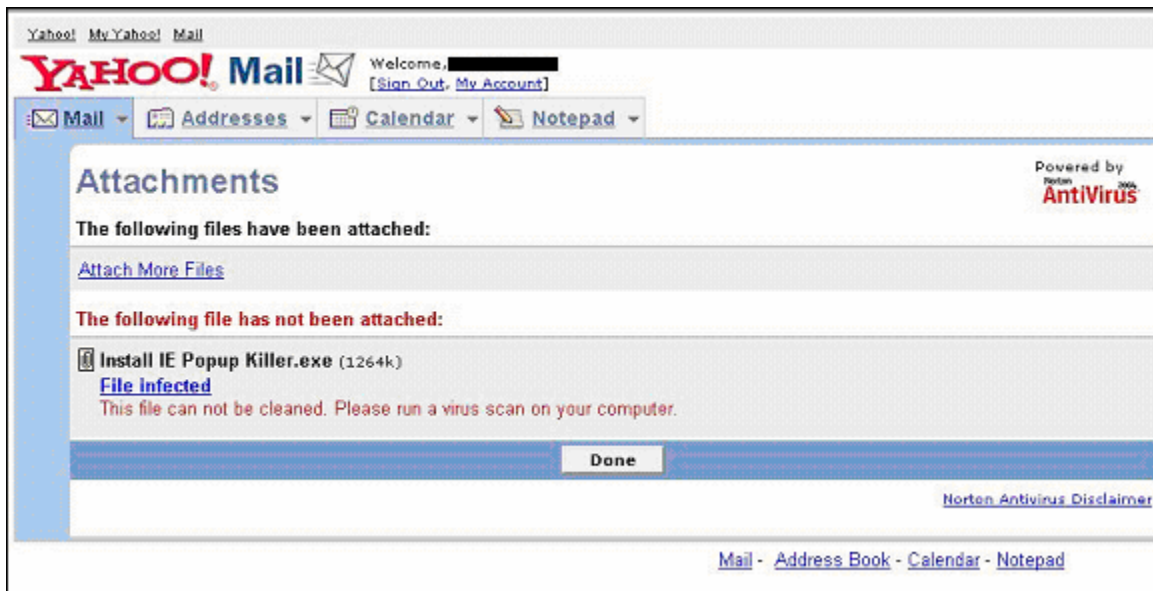 Yahoo! My Yahoo! Mail
YAHOO! Mail
Welcome,
[Sign Out, My Account]
Mail Addresses Calendar Notepad
Attachments
Powered by
Norton
AntiVirus 2004
The following files have been attached:
Attach More Files
The following file has not been attached:
Install IE Popup Killer.exe (1264k)
File infected
This file can not be cleaned. Please run a virus scan on your computer.
Done
Norton Antivirus Disclaimer
Mail - Address Book - Calendar - Notepad